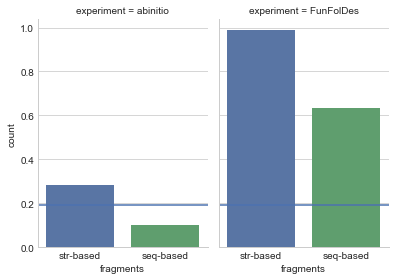 experiment = abinitio
experiment = FunFolDes
count
1.0
0.8
0.6
0.4
0.2
0.0
str-based
seq-based
str-based
seq-based
fragments
fragments